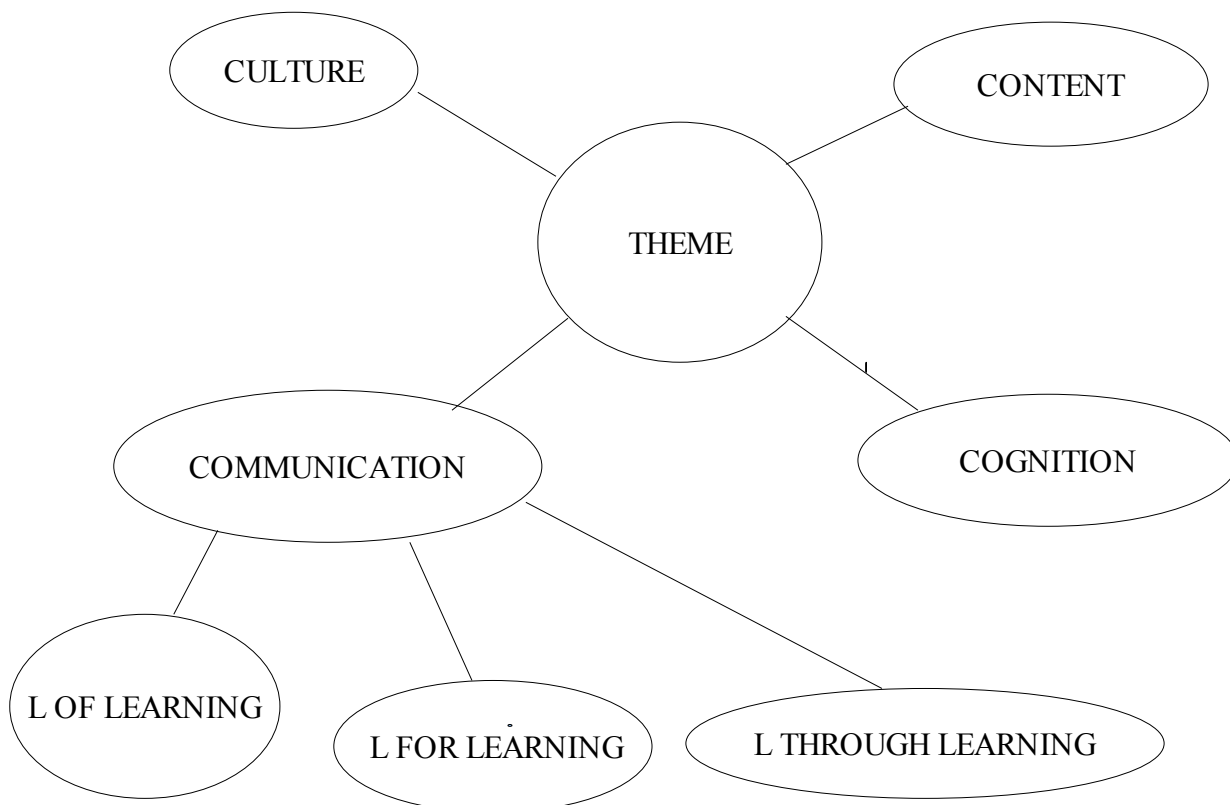 CULTURE
CONTENT
THEME
COMMUNICATION
COGNITION
L OF LEARNING
L FOR LEARNING
L THROUGH LEARNING